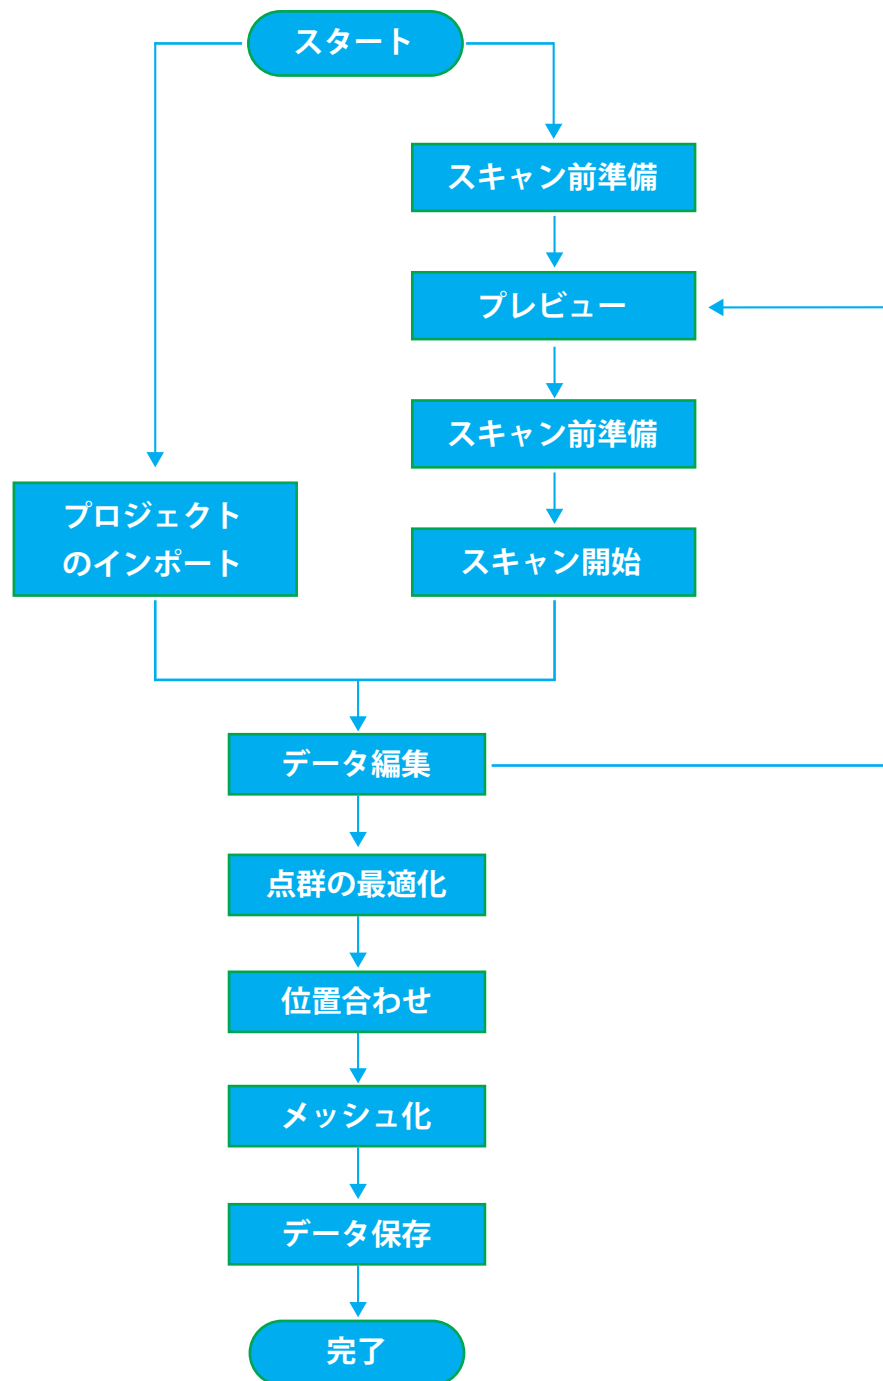 スタート
スキャン前準備
プレビュー
スキャン前準備
プロジェクト
のインポート
スキャン開始
データ編集
点群の最適化
位置合わせ
メッシュ化
データ保存
完了